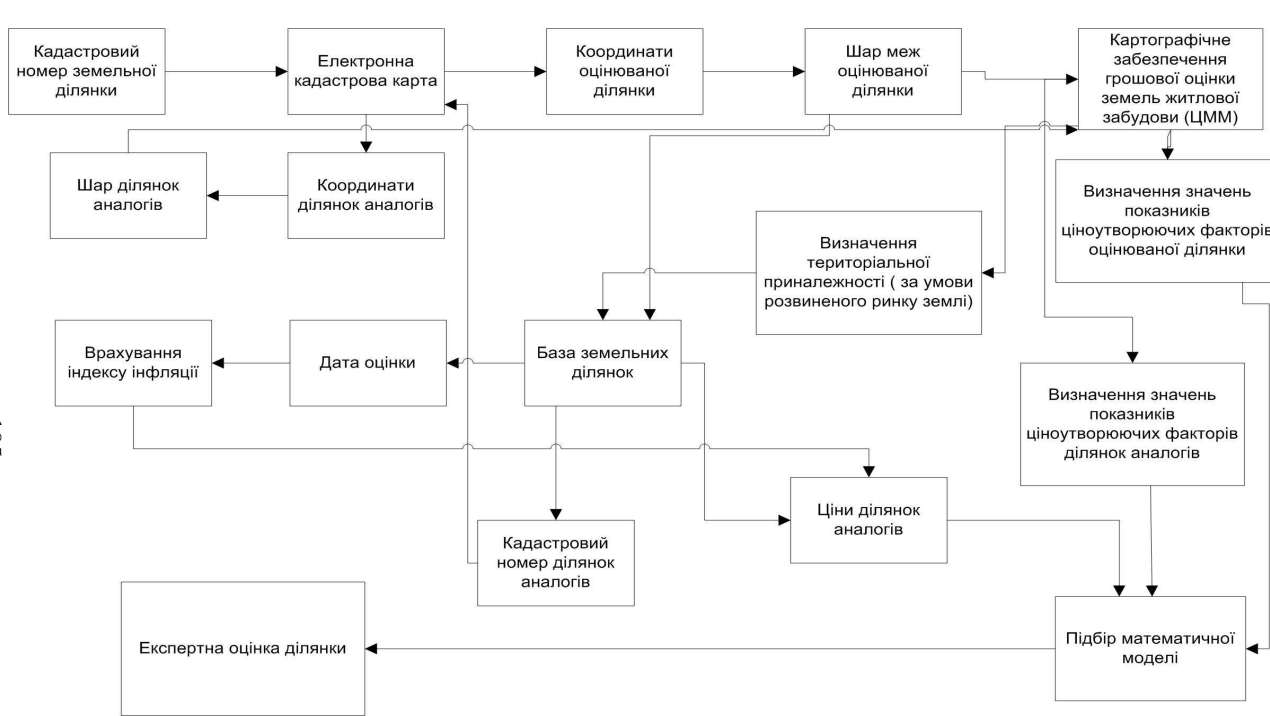 Кадастровий
номер земельної
ділянки
Електронна
кадастрова карта
Координати
оцінюваної
ділянки
Шар меж
оцінюваної
ділянки
Картографічне
забезпечення
грошової оцінки
земель житлової
забудови (ЦММ)
Шар ділянок
аналогів
Координати
ділянок аналогів
Визначення значень
показників
ціноутворюючих факторів
оцінюваної ділянки
Визначення
територіальної
приналежності ( за умови
розвиненого ринку землі)
Врахування
індексу інфляції
Дата оцінки
База земельних
ділянок
Визначення значень
показників
ціноутворюючих факторів
ділянок аналогів
Ціни ділянок
аналогів
Кадастровий
номер ділянок
аналогів
Експертна оцінка ділянки
Підбір математичної
моделі